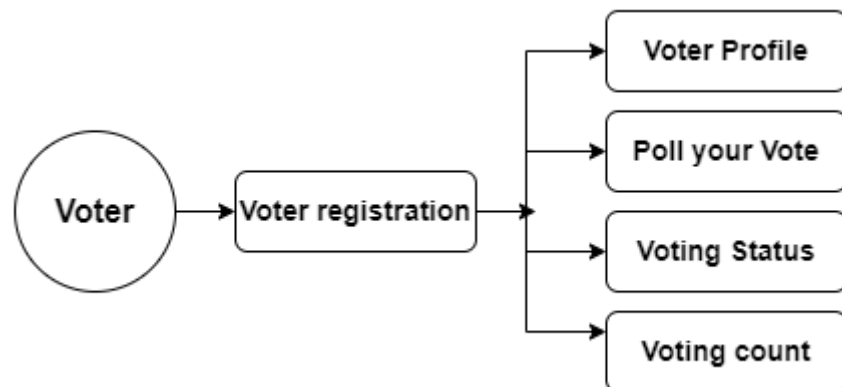 Voter
Voter registration
Voter Profile
Poll your Vote
Voting Status
Voting count